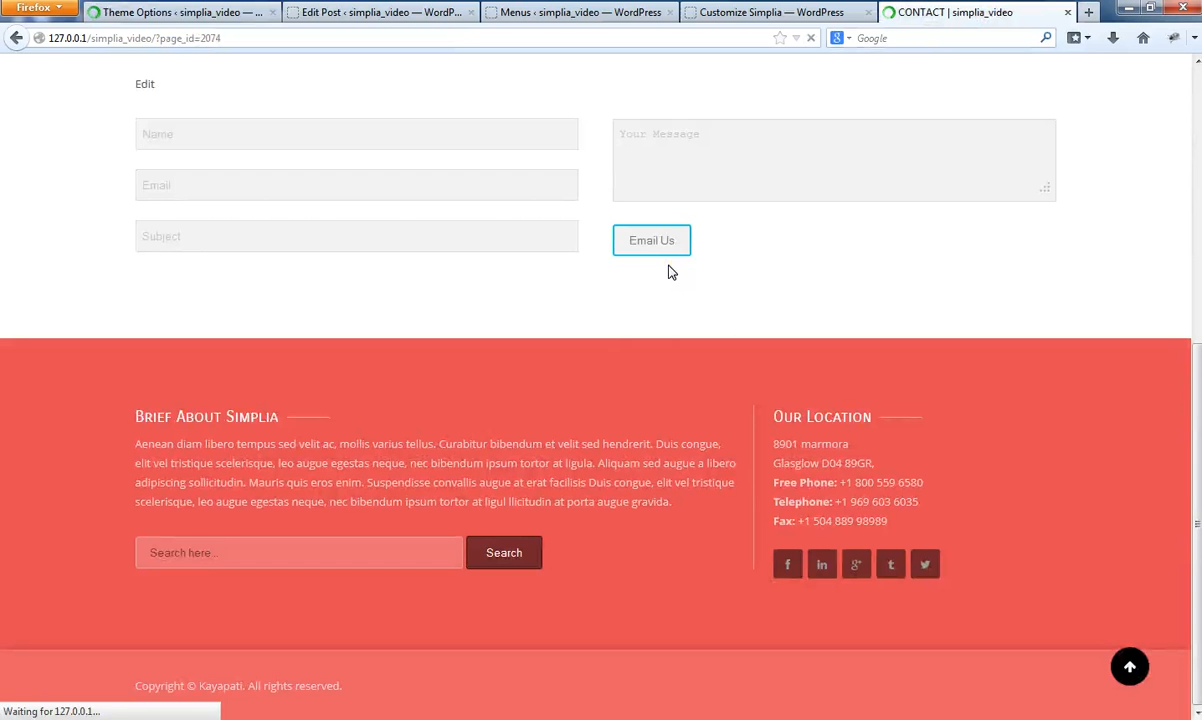 Firefox
Theme Options ‹ simplia_video — ...
Edit Post ‹ simplia_video — WordP...
Menus ‹ simplia_video — WordPress
Customize Simplia — WordPress
CONTACT | simplia_video
127.0.0.1/simplia_video/?page_id=2074
Google
Edit
Name
Your Message
Email
Subject
Email Us
Brief About Simplia
Aenean diam libero tempus sed velit ac, mollis varius tellus. Curabitur bibendum et velit sed hendrerit. Duis congue,
elit vel tristique scelerisque, leo augue egestas neque, nec bibendum ipsum tortor at ligula. Aliquam sed augue a libero
adipiscing sollicitudin. Mauris quis eros enim. Suspendisse convallis augue at erat facilisis Duis congue, elit vel tristique
scelerisque, leo augue egestas neque, nec bibendum ipsum tortor at ligul llicitudin at porta augue gravida.
Search here...
Search
Our Location
8901 marmora
Glasglow D04 89GR,
Free Phone: +1 800 559 6580
Telephone: +1 969 603 6035
Fax: +1 504 889 98989
Copyright © Kayapati. All rights reserved.
Waiting for 127.0.0.1...